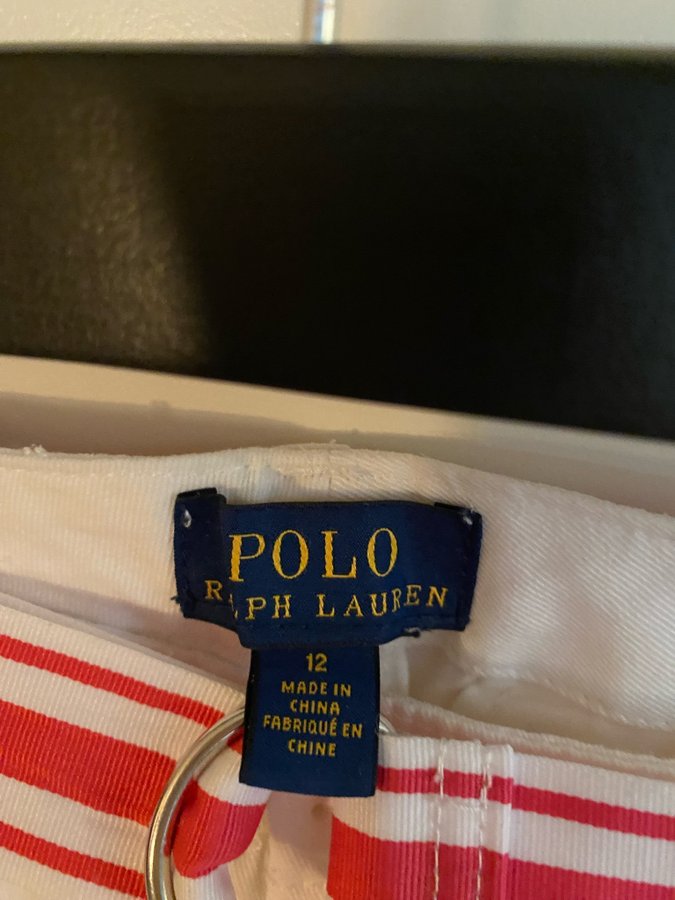 POLO
RALPH LAUREN
12
MADE IN
CHINA
FABRIQUÉ EN
CHINE